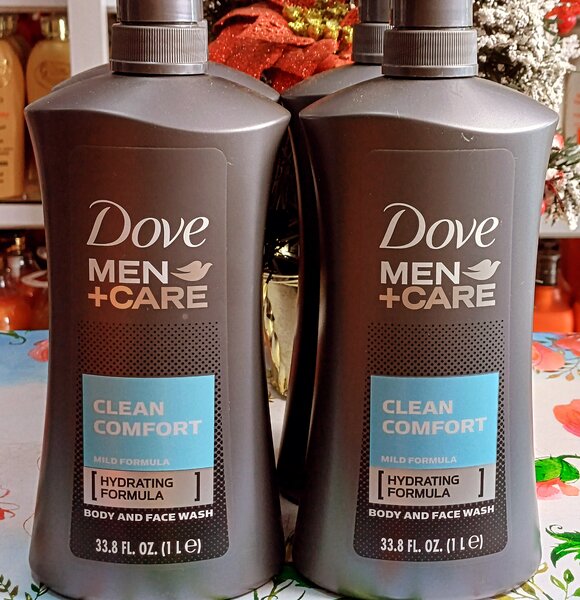 Dove
MEN
+CARE
CLEAN
COMFORT
MILD FORMULA
[HYDRATING
FORMULA]
BODY AND FACE WASH
33.8 FL. OZ. (1 L ℮)
Dove
MEN
+CARE
CLEAN
COMFORT
MILD FORMULA
[HYDRATING
FORMULA]
BODY AND FACE WASH
33.8 FL. OZ. (1 L ℮)